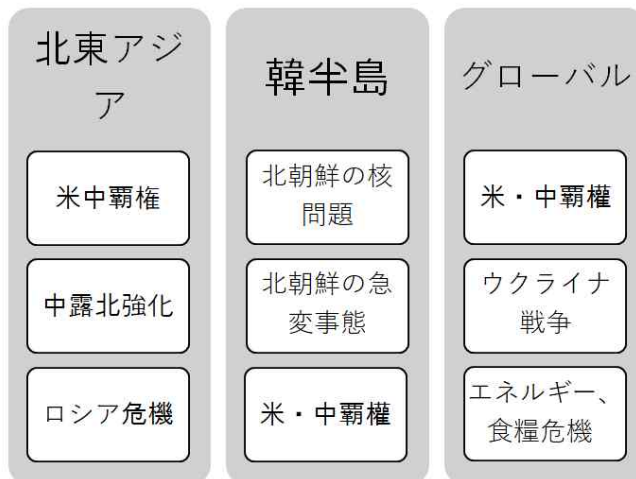 北東アジ
ア
米中覇権
中露北強化
ロシア危機
韓半島
北朝鮮の核
問題
北朝鮮の急
変事態
米・中覇權
グローバル
米・中覇權
ウクライナ
戦争
エネルギー、
食糧危機